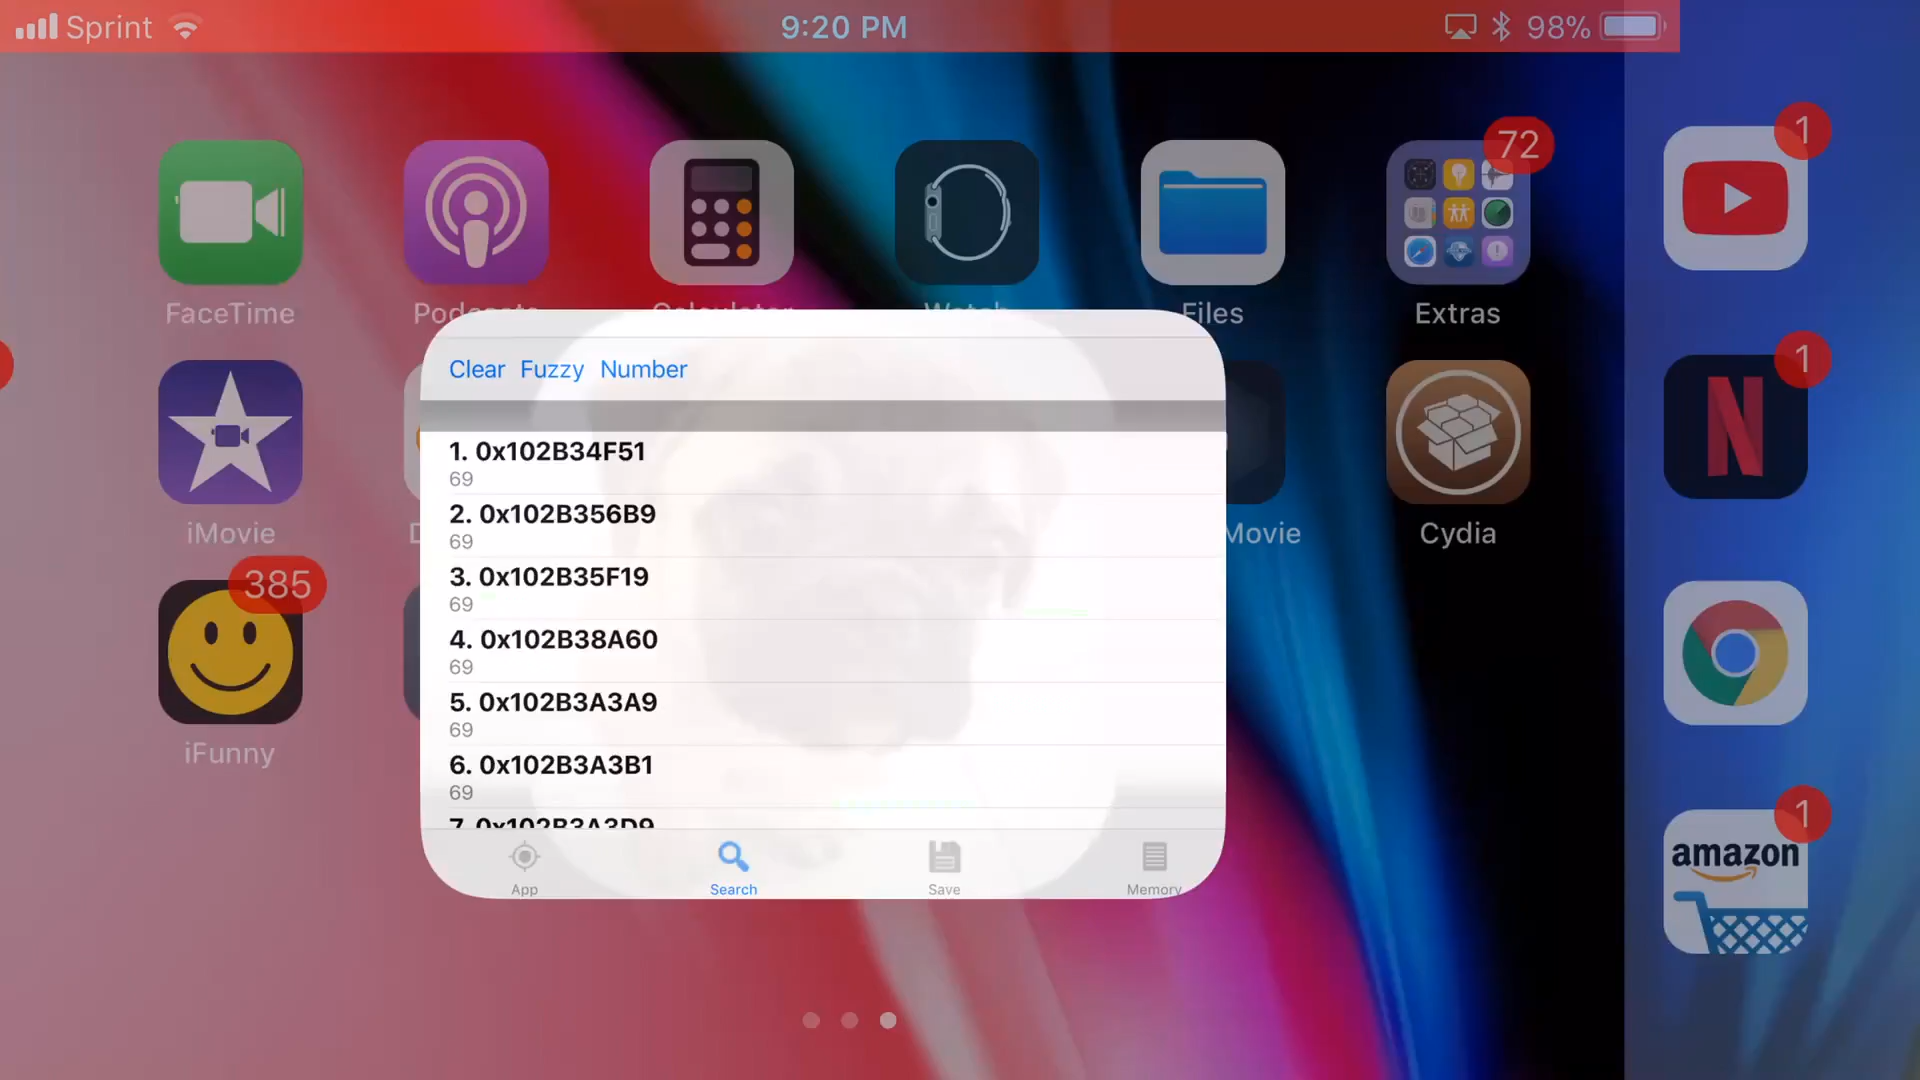 Sprint 9:20 PM 98%
72 1
FaceTime Files Extras
Clear Fuzzy Number
1. 0x102B34F51
69
2. 0x102B356B9
69
3. 0x102B35F19
69
4. 0x102B38A60
69
5. 0x102B3A3A9
69
6. 0x102B3A3B1
69
7. 0x102B3A3D9
App Search Save Memory
1
N
iMovie Movie Cydia
385
iFunny
1
amazon